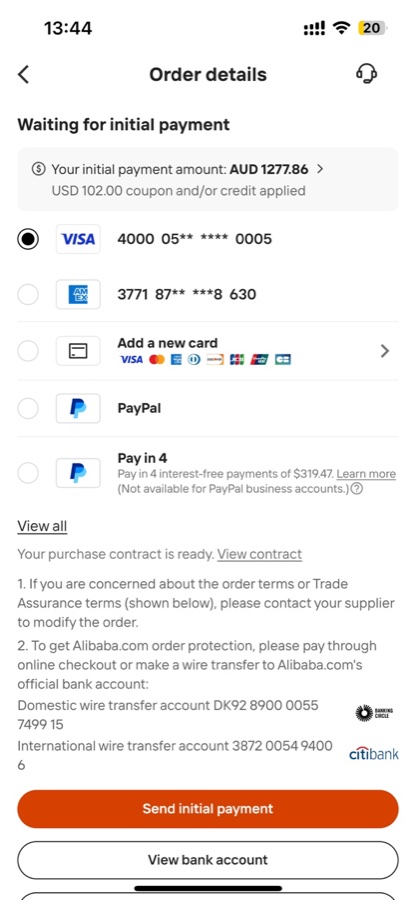 13:44
20
Order details
Waiting for initial payment
Your initial payment amount: AUD 1277.86 >
USD 102.00 coupon and/or credit applied
VISA 4000 05** **** 0005
AM EX 3771 87** ***8 630
Add a new card
VISA
PayPal
Pay in 4
Pay in 4 interest-free payments of $319.47. Learn more
(Not available for PayPal business accounts.)
View all
Your purchase contract is ready. View contract
1. If you are concerned about the order terms or Trade
Assurance terms (shown below), please contact your supplier
to modify the order.
2. To get Alibaba.com order protection, please pay through
online checkout or make a wire transfer to Alibaba.com's
official bank account:
Domestic wire transfer account DK92 8900 0055
7499 15
BANKING
CIRCLE
International wire transfer account 3872 0054 9400
6
citibank
Send initial payment
View bank account